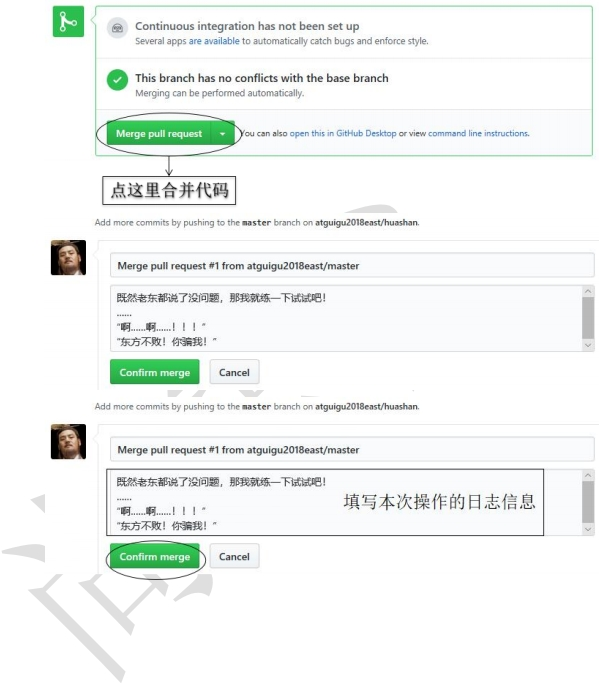 Continuous integration has not been set up
Several apps are available to automatically catch bugs and enforce style.
This branch has no conflicts with the base branch
Merging can be performed automatically.
Merge pull request
You can also open this in GitHub Desktop or view command line instructions.
点这里合并代码
Add more commits by pushing to the master branch on atguigu2018east/huashan.
Merge pull request #1 from atguigu2018east/master
既然老东都说了没问题，那我就练一下试试吧！
......
“啊......啊......！！！”
“东方不败！你骗我！”
Confirm merge Cancel
Add more commits by pushing to the master branch on atguigu2018east/huashan.
Merge pull request #1 from atguigu2018east/master
既然老东都说了没问题，那我就练一下试试吧！
......
填写本次操作的日志信息
“啊......啊......！！！”
“东方不败！你骗我！”
Confirm merge Cancel